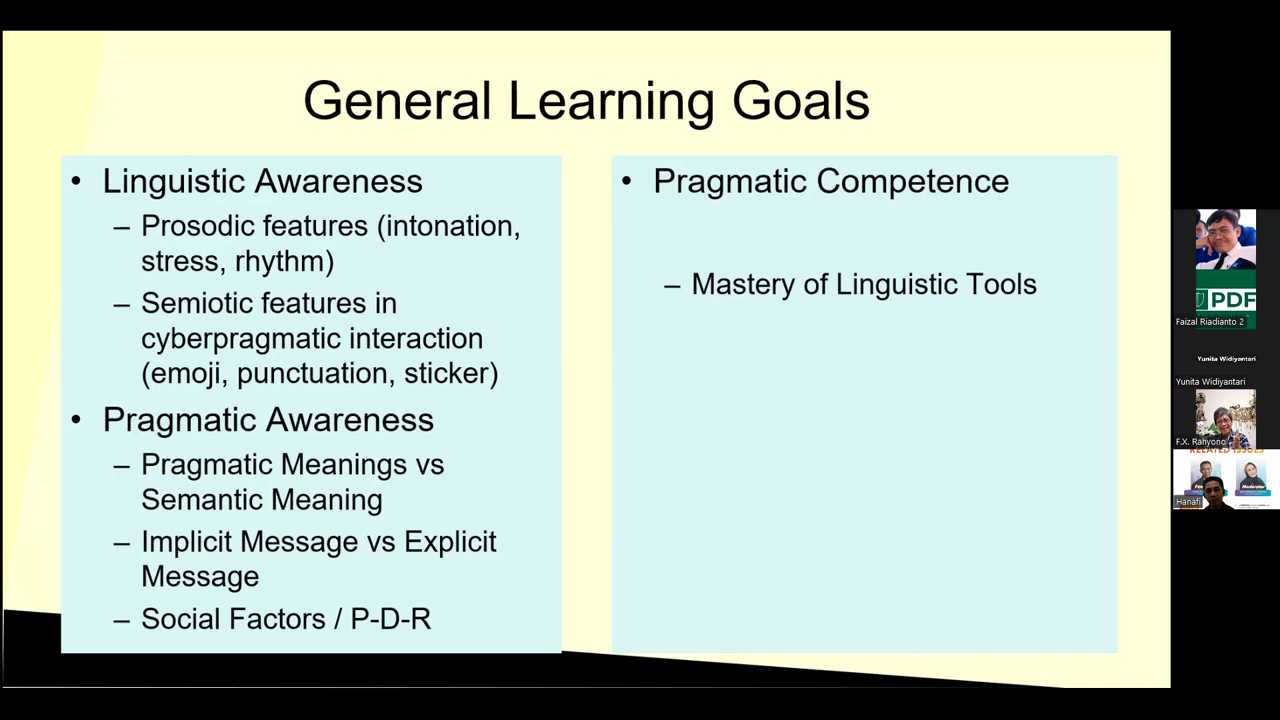 General Learning Goals
• Linguistic Awareness
– Prosodic features (intonation,
stress, rhythm)
– Semiotic features in
cyberpragmatic interaction
(emoji, punctuation, sticker)
• Pragmatic Awareness
– Pragmatic Meanings vs
Semantic Meaning
– Implicit Message vs Explicit
Message
– Social Factors / P-D-R
• Pragmatic Competence
– Mastery of Linguistic Tools
PDF
Faizal Riadianto 2
Yunita Widiyantari
Yunita Widiyantari
F.X. Rahyono
RELATED ISSUES
Moderator
Hanafi